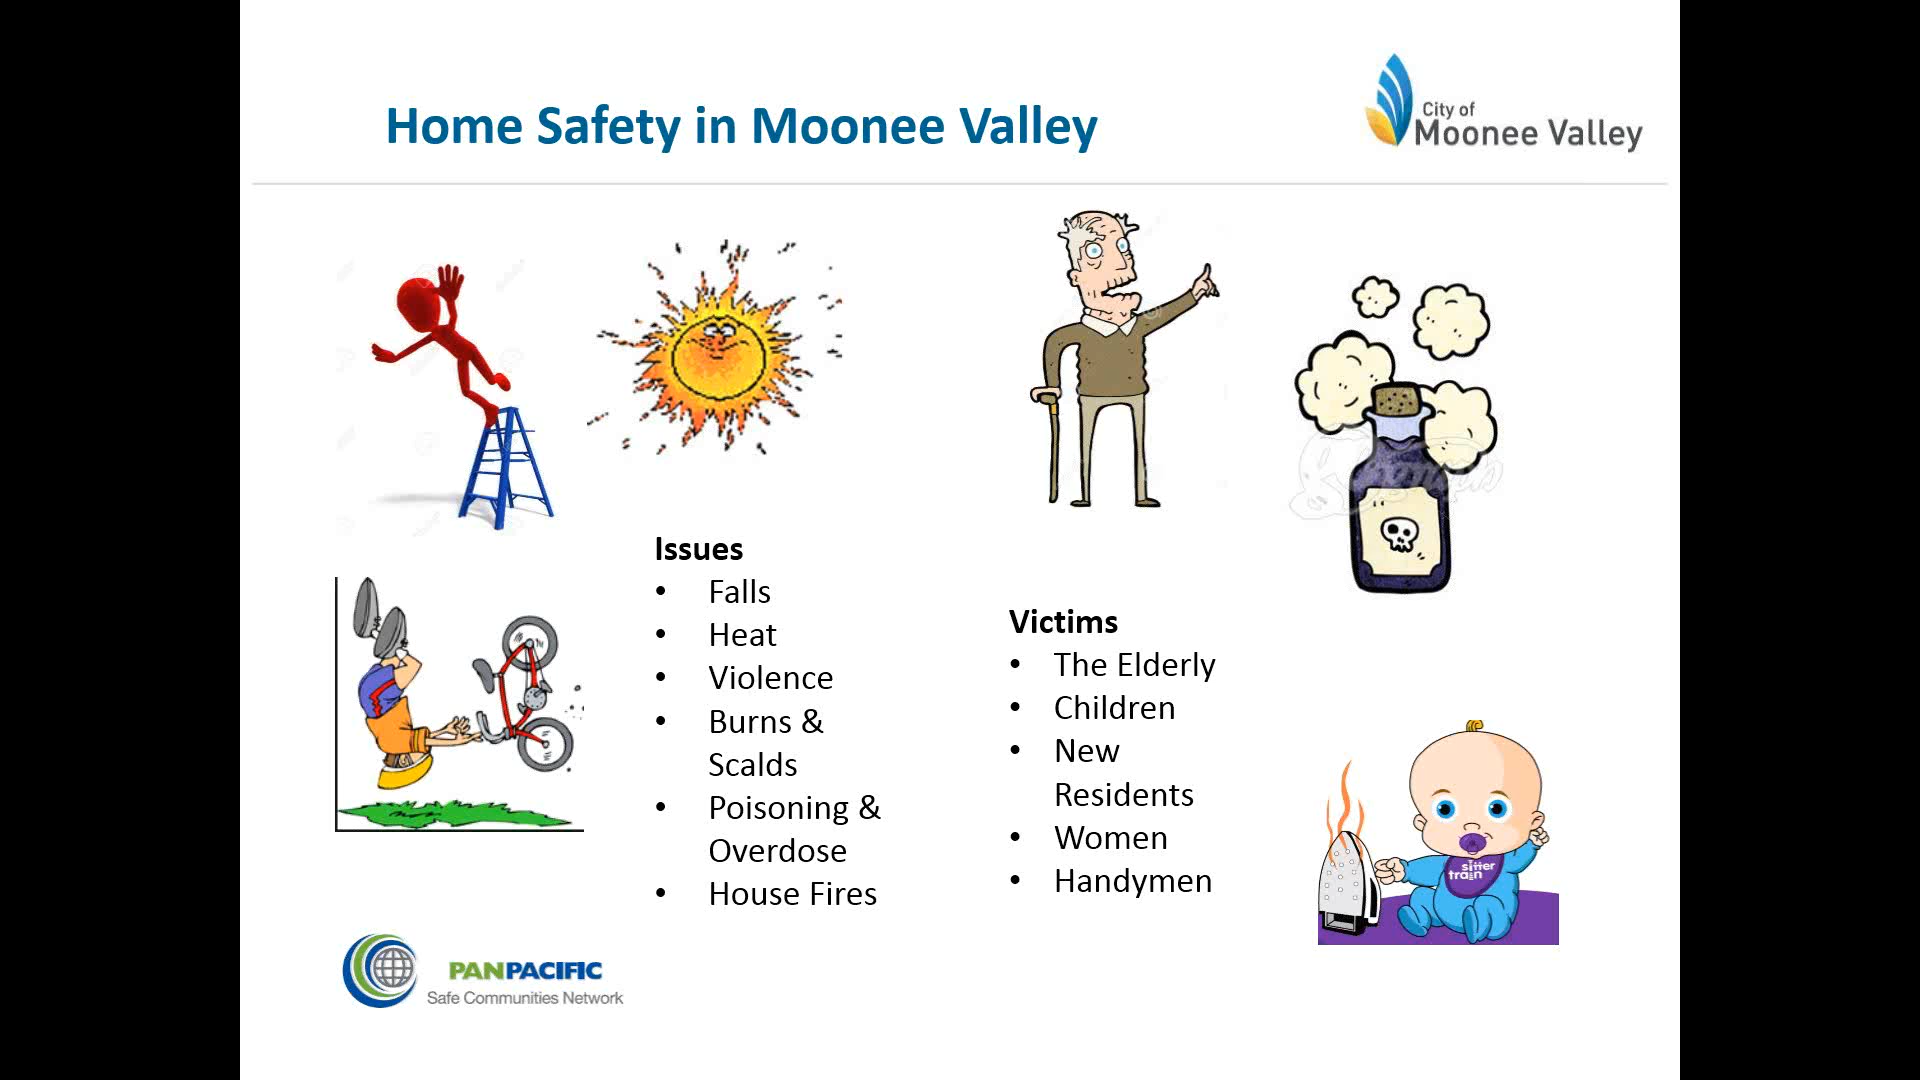 Home Safety in Moonee Valley
City of
Moonee Valley
Issues
• Falls
• Heat
• Violence
• Burns &
Scalds
• Poisoning &
Overdose
• House Fires
Victims
• The Elderly
• Children
• New
Residents
• Women
• Handymen
sitter
train
PANPACIFIC
Safe Communities Network